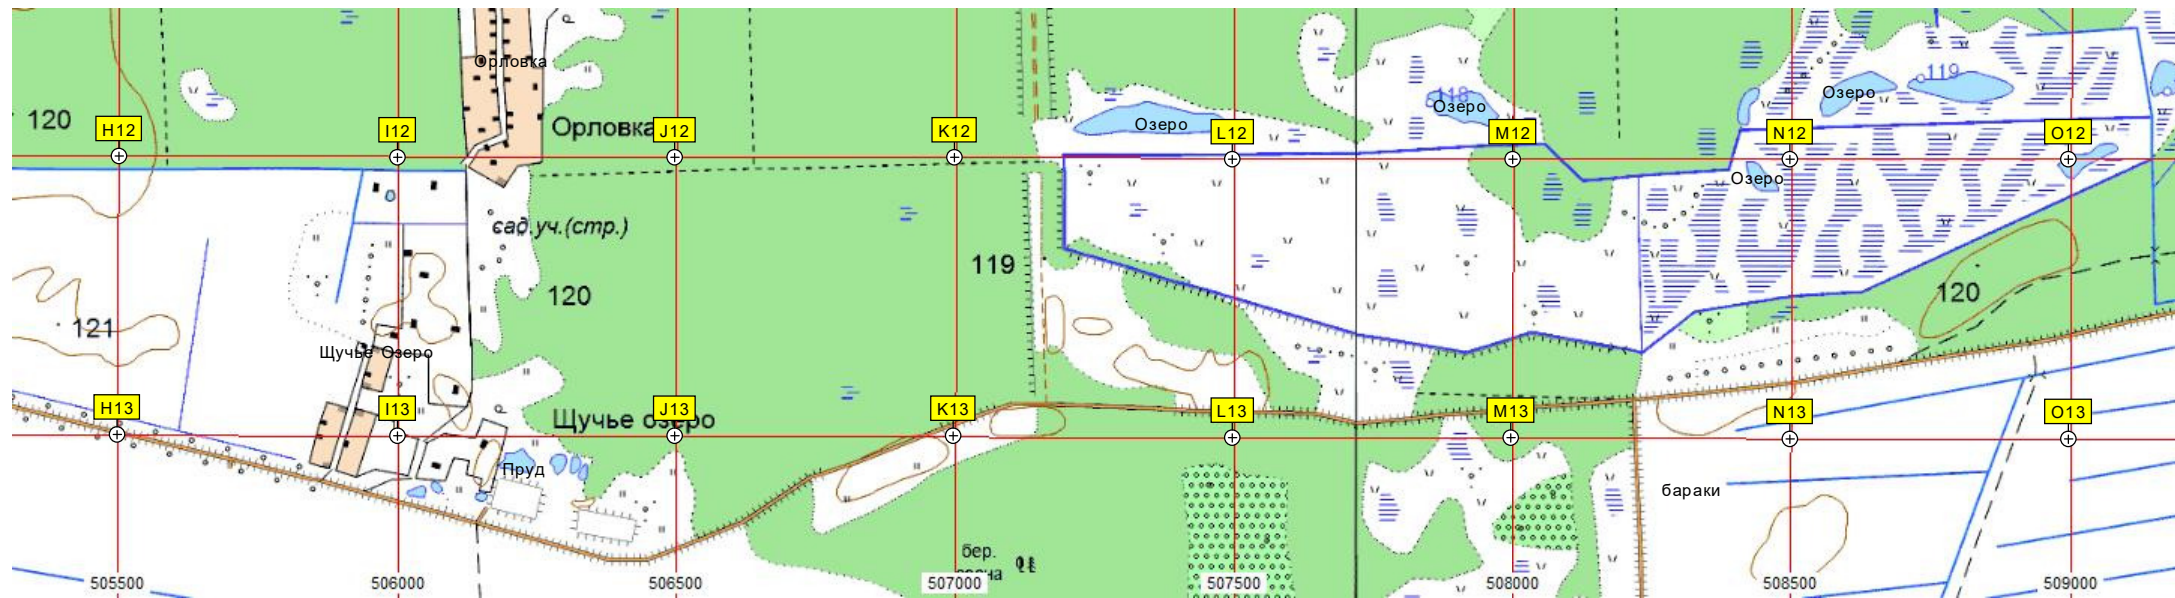 Орловка
118
119
Озеро
Озеро
Озеро
120
H12
I12
Орловка
J12
K12
L12
M12
N12
O12
Озеро
сад.уч.(стр.)
119
120
120
121
Щучье Озеро
H13
I13
Щучье озеро
J13
K13
L13
M13
N13
O13
Пруд
бараки
бер.
505500
506000
506500
507000
507500
508000
508500
509000